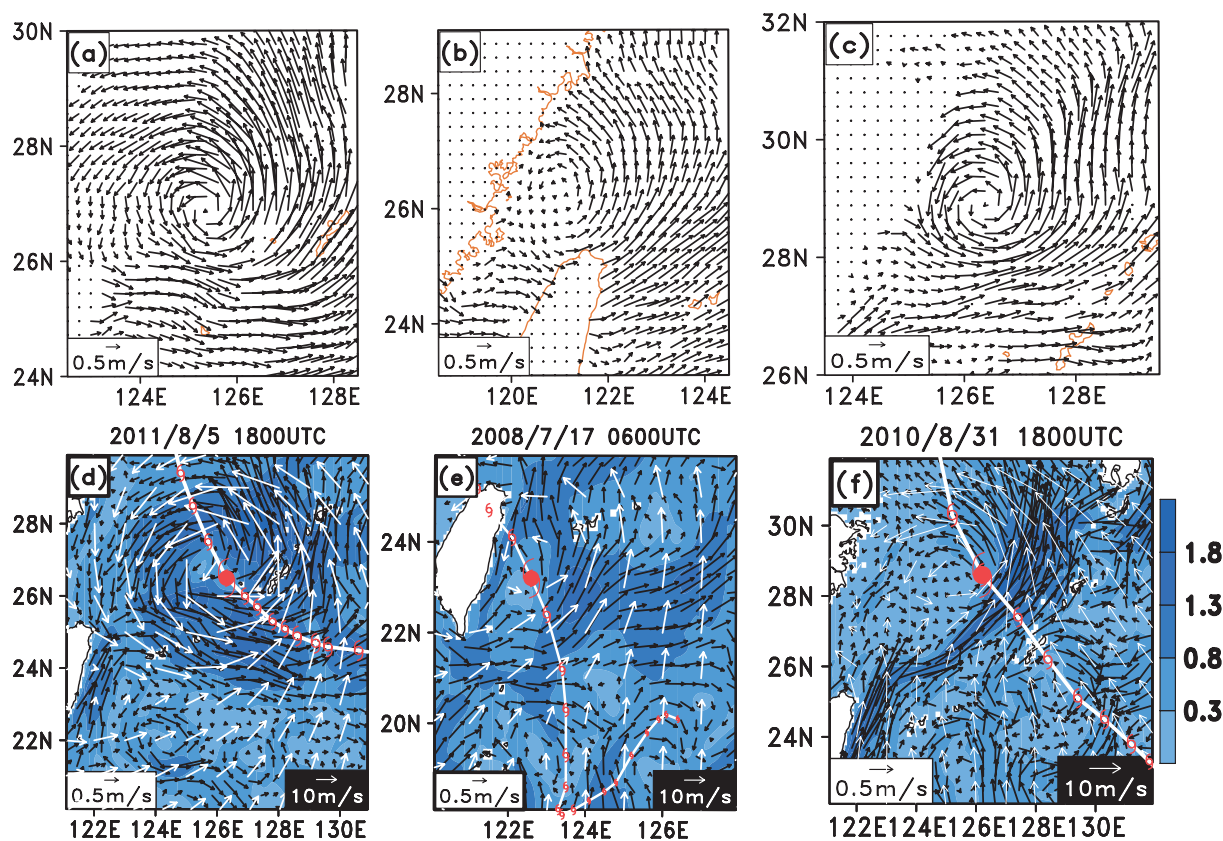 30N
28N
26N
24N
(a)
0.5m/s
124E 126E 128E
28N
26N
24N
(b)
0.5m/s
120E 122E 124E
32N
30N
28N
26N
(c)
0.5m/s
124E 126E 128E
2011/8/5 1800UTC
28N
26N
24N
22N
(d)
0.5m/s
10m/s
122E 124E 126E 128E 130E
2008/7/17 0600UTC
24N
22N
20N
(e)
0.5m/s
10m/s
122E 124E 126E
2010/8/31 1800UTC
30N
28N
26N
24N
(f)
0.5m/s
10m/s
122E124E126E128E130E
1.8
1.3
0.8
0.3